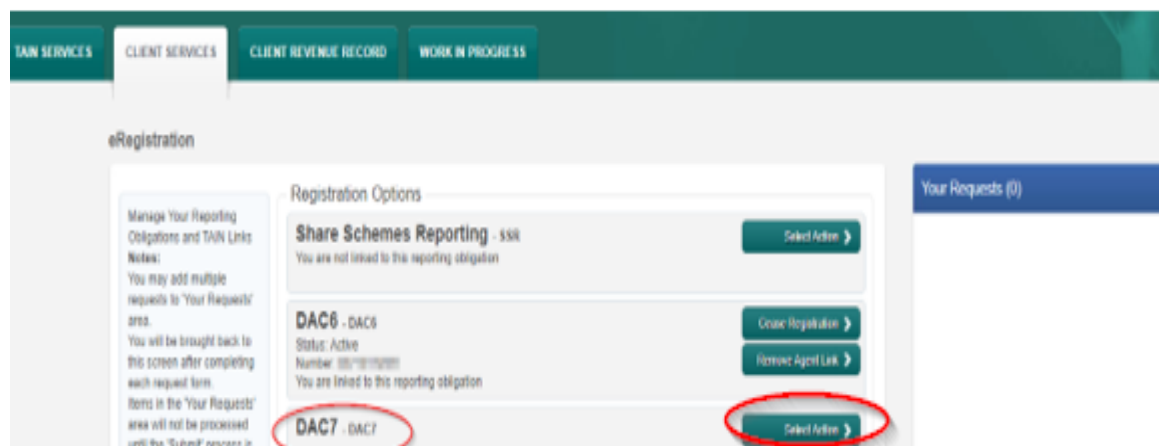 TAIN SERVICES
CLIENT SERVICES
CLIENT REVENUE RECORD
WORK IN PROGRESS
eRegistration
Manage Your Reporting
Obligations and TAIN Links
Notes:
You may add multiple
requests to 'Your Requests'
area.
You will be brought back to
this screen after completing
each request form.
Items in the 'Your Requests'
area will not be processed
until the 'Submit' process is
Registration Options
Share Schemes Reporting - SSR
You are not linked to this reporting obligation
Select Action
DAC6 - DAC6
Status: Active
Number:
You are linked to this reporting obligation
Cease Registration
Remove Agent Link
DAC7 - DAC7
Select Action
Your Requests (0)